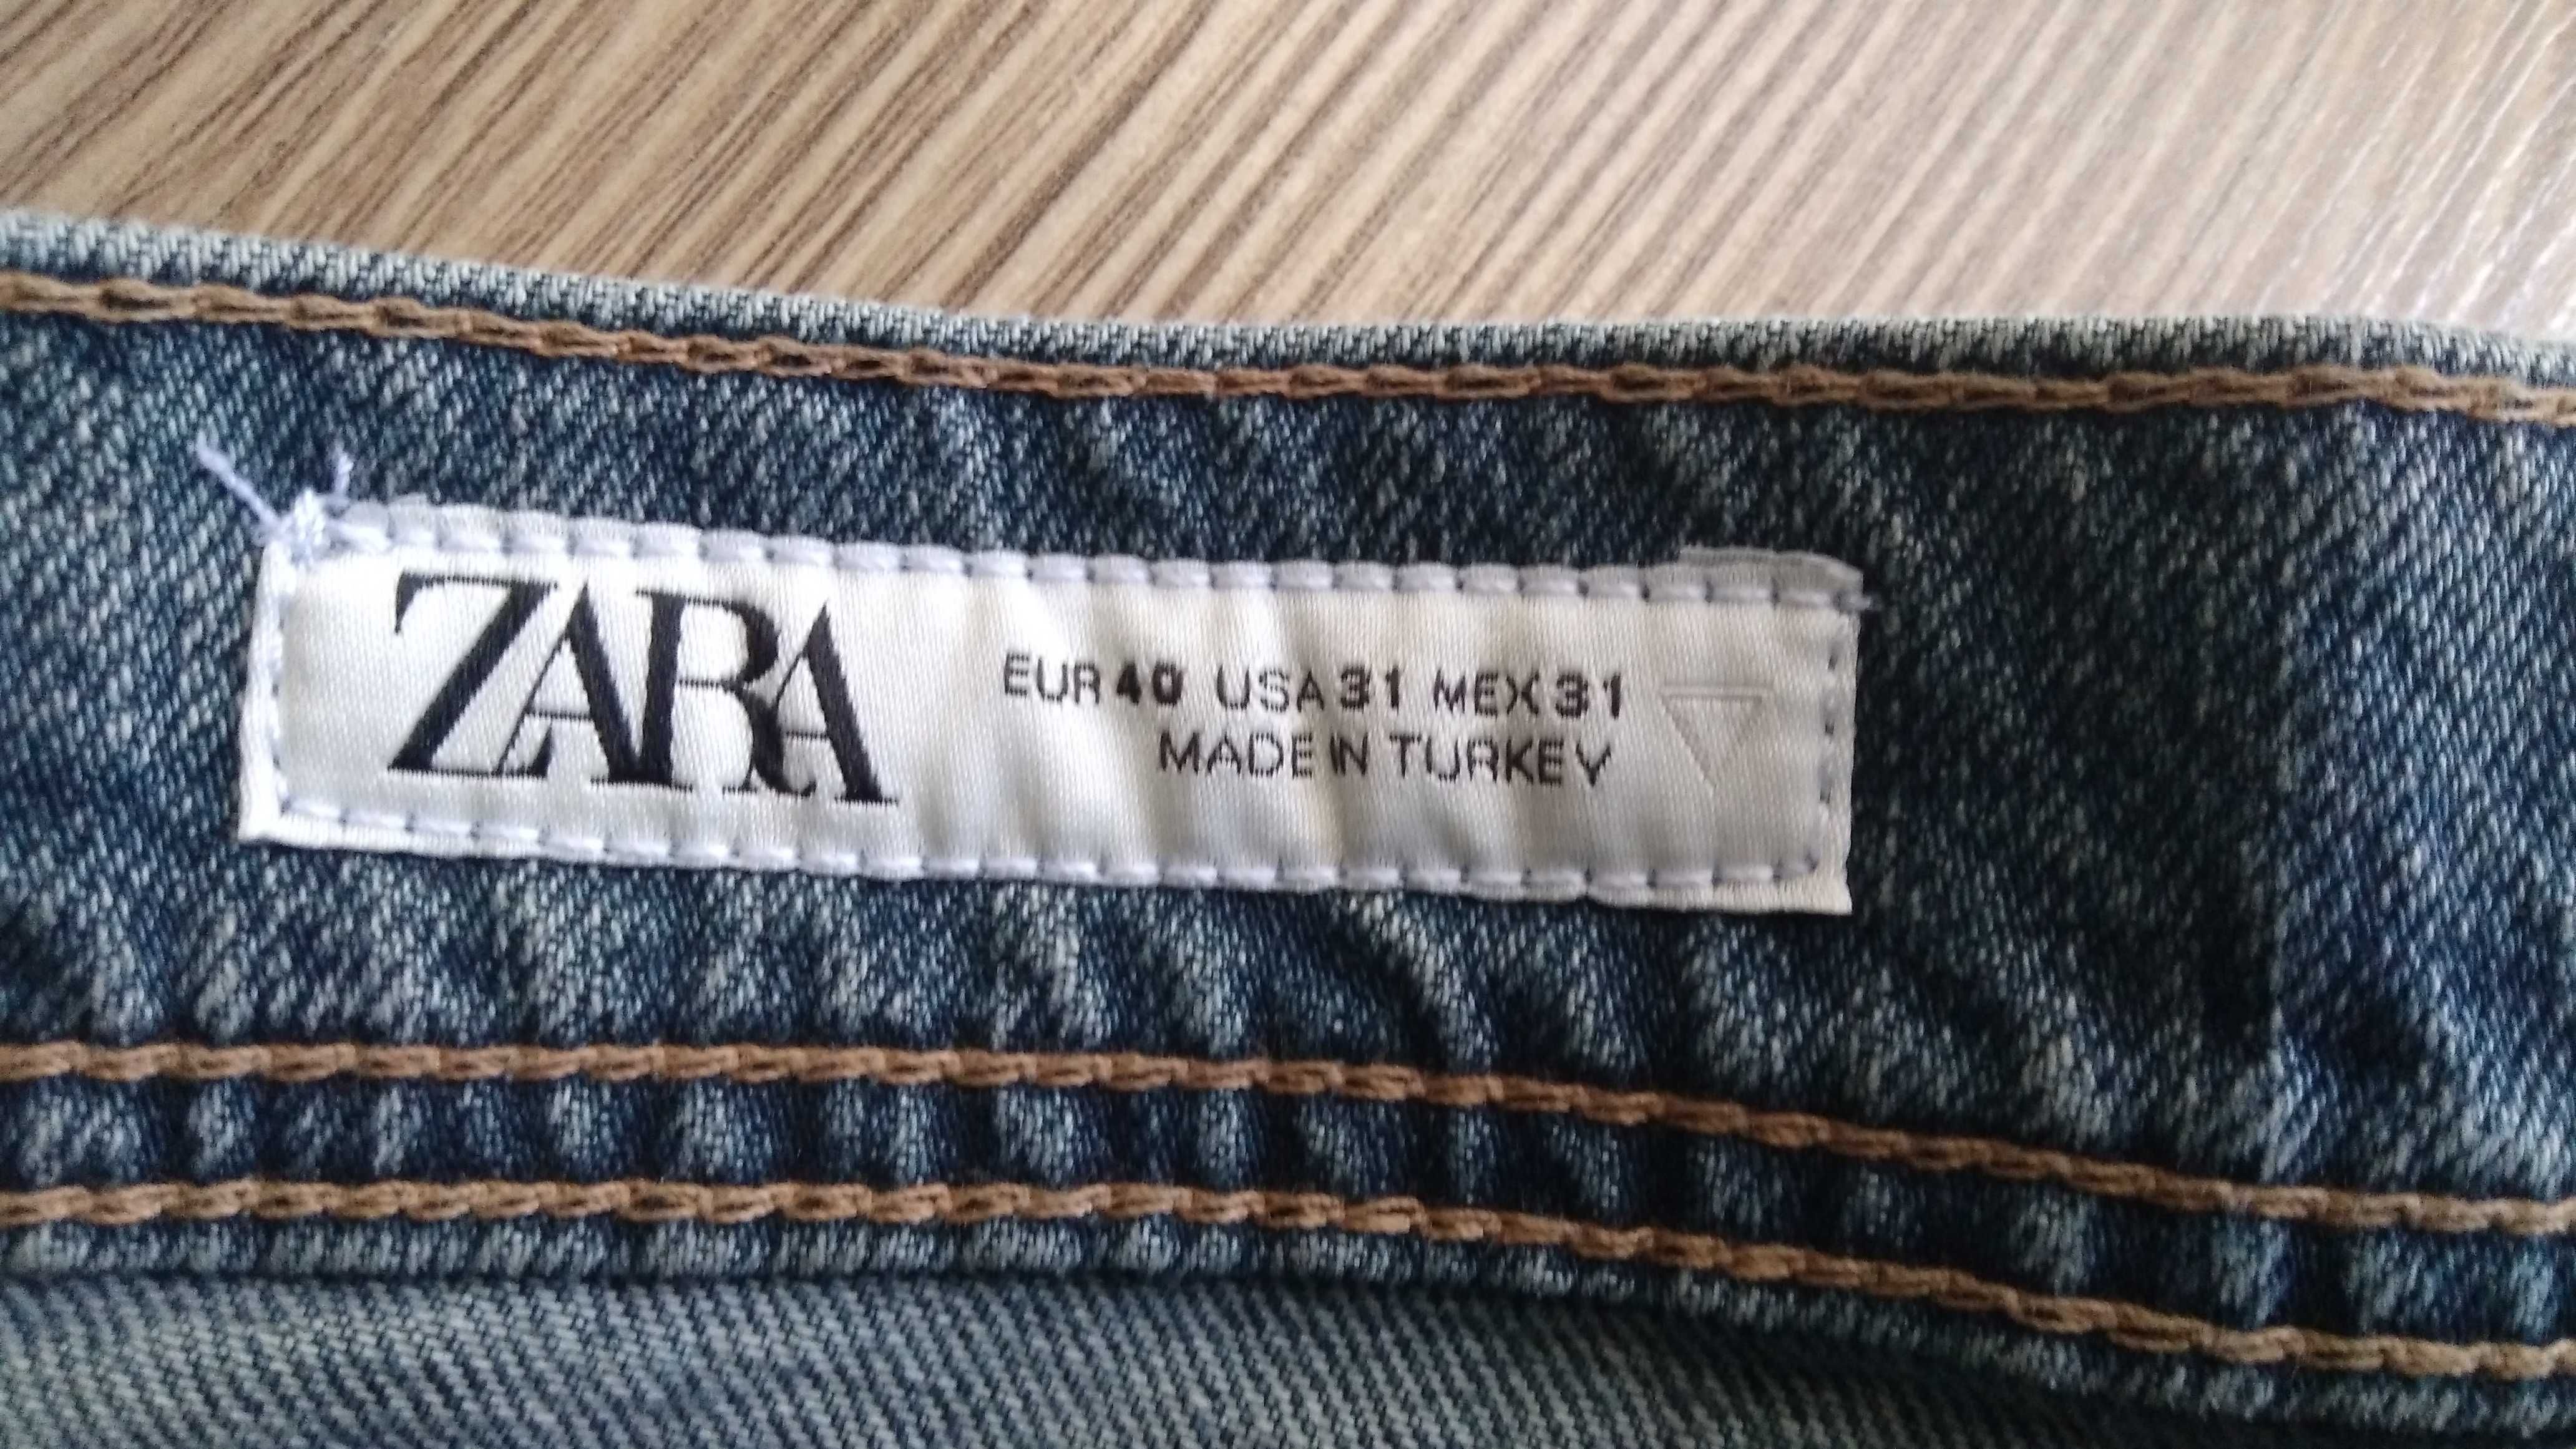 ZARA
EUR 40 USA 31 MEX 31
MADE IN TURKEY